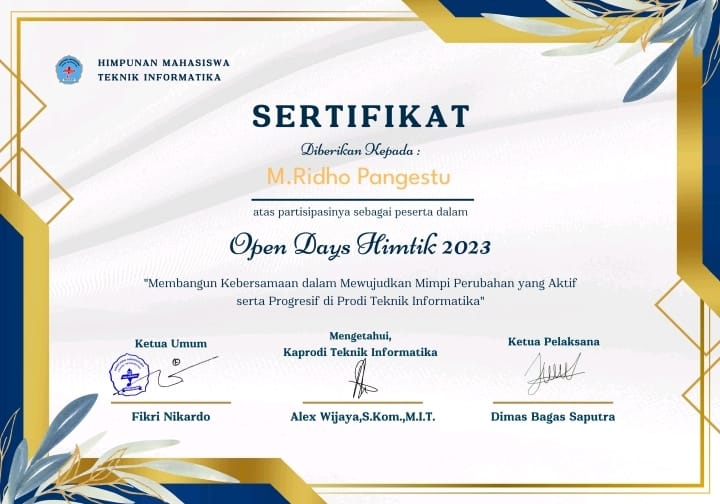 HIMPUNAN MAHASISWA
TEKNIK INFORMATIKA
SERTIFIKAT
Diberikan Kepada :
M.Ridho Pangestu
atas partisipasinya sebagai peserta dalam
Open Days Himtik 2023
"Membangun Kebersamaan dalam Mewujudkan Mimpi Perubahan yang Aktif
serta Progresif di Prodi Teknik Informatika"
Ketua Umum
Mengetahui,
Kaprodi Teknik Informatika
Ketua Pelaksana
Fikri Nikardo
Alex Wijaya,S.Kom.,M.I.T.
Dimas Bagas Saputra